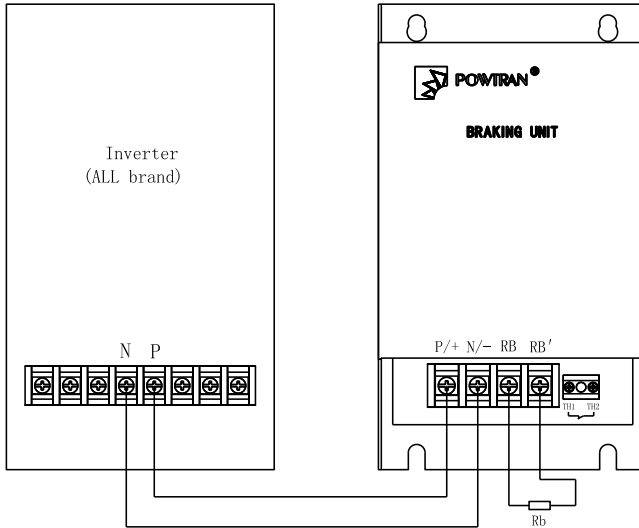 Inverter
(ALL brand)
N P
POWTRAN®
BRAKING UNIT
P/+ N/- RB RB'
TH1 TH2
Rb